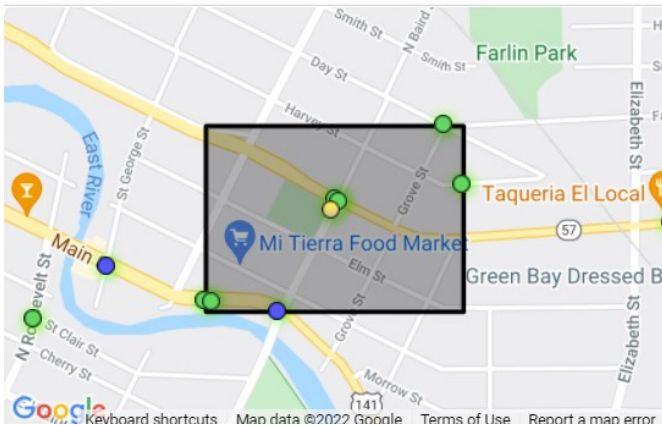 Smith St
N Baird
Smith St
Farlin Park
Day St
Harvey St
Elizabeth St
St George St
East River
Grove St
Taqueria El Local
57
Main
Mi Tierra Food Market
Elm St
Green Bay Dressed B
N Roosevelt St
St Clair St
Cherry St
Grove
Elizabeth St
Morrow St
141
Google
Keyboard shortcuts
Map data ©2022 Google
Terms of Use
Report a map error